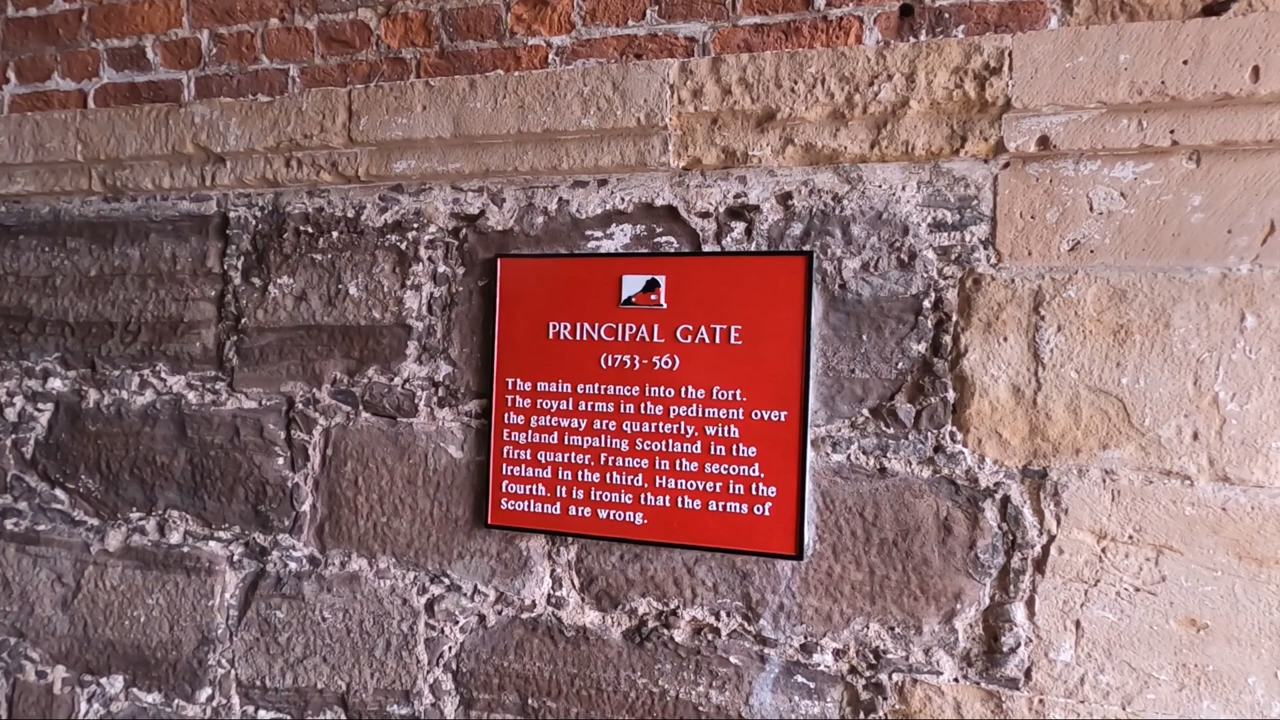 PRINCIPAL GATE
(1753-56)
The main entrance into the fort.
The royal arms in the pediment over
the gateway are quarterly, with
England impaling Scotland in the
first quarter, France in the second,
Ireland in the third, Hanover in the
fourth. It is ironic that the arms of
Scotland are wrong.